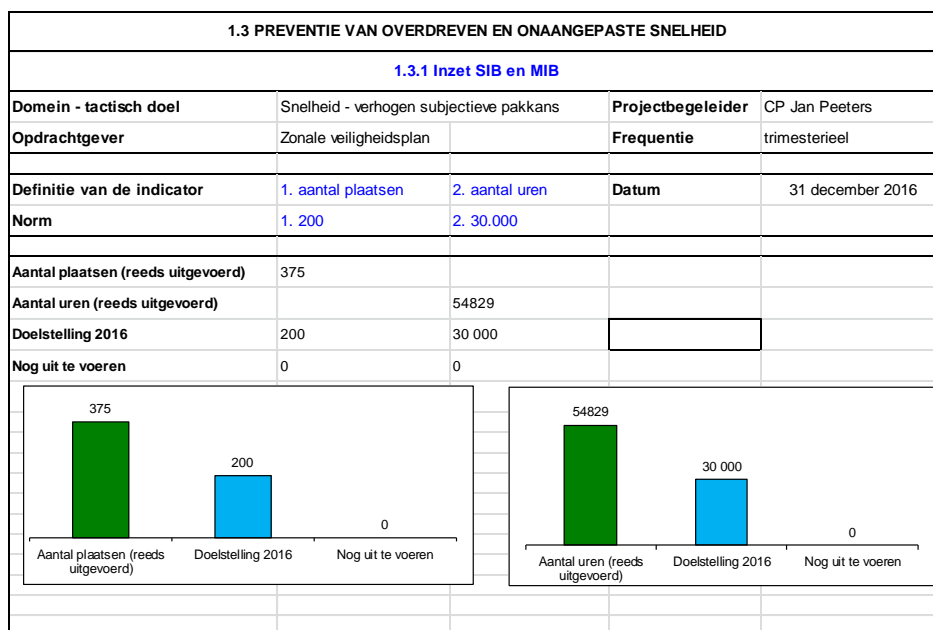 1.3 PREVENTIE VAN OVERDREVEN EN ONAANGEPASTE SNELHEID
1.3.1 Inzet SIB en MIB
Domein - tactisch doel Snelheid - verhogen subjectieve pakkans Projectbegeleider CP Jan Peeters
Opdrachtgever Zonale veiligheidsplan Frequentie trimesterieel
Definitie van de indicator 1. aantal plaatsen 2. aantal uren Datum 31 december 2016
Norm 1. 200 2. 30.000
Aantal plaatsen (reeds uitgevoerd) 375
Aantal uren (reeds uitgevoerd) 54829
Doelstelling 2016 200 30 000
Nog uit te voeren 0 0
375
200
0
Aantal plaatsen (reeds
uitgevoerd)
Doelstelling 2016
Nog uit te voeren
54829
30 000
0
Aantal uren (reeds
uitgevoerd)
Doelstelling 2016
Nog uit te voeren